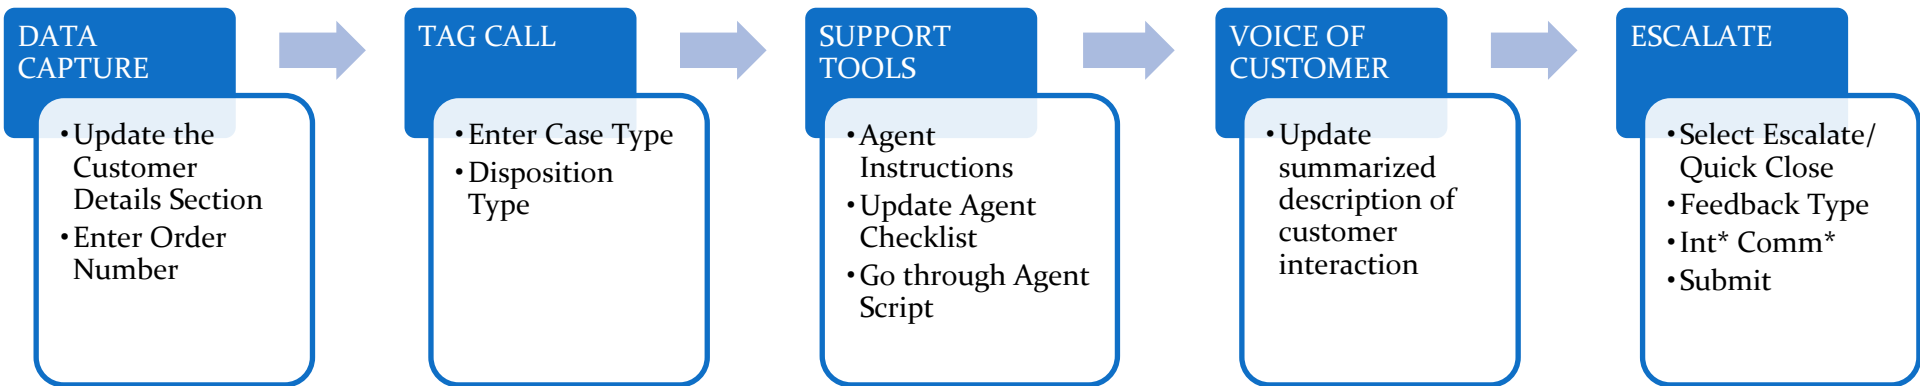 DATA
CAPTURE
•Update the
Customer
Details Section
•Enter Order
Number
TAG CALL
•Enter Case Type
•Disposition
Type
SUPPORT
TOOLS
•Agent
Instructions
•Update Agent
Checklist
•Go through Agent
Script
VOICE OF
CUSTOMER
•Update
summarized
description of
customer
interaction
ESCALATE
•Select Escalate/
Quick Close
•Feedback Type
•Int* Comm*
•Submit